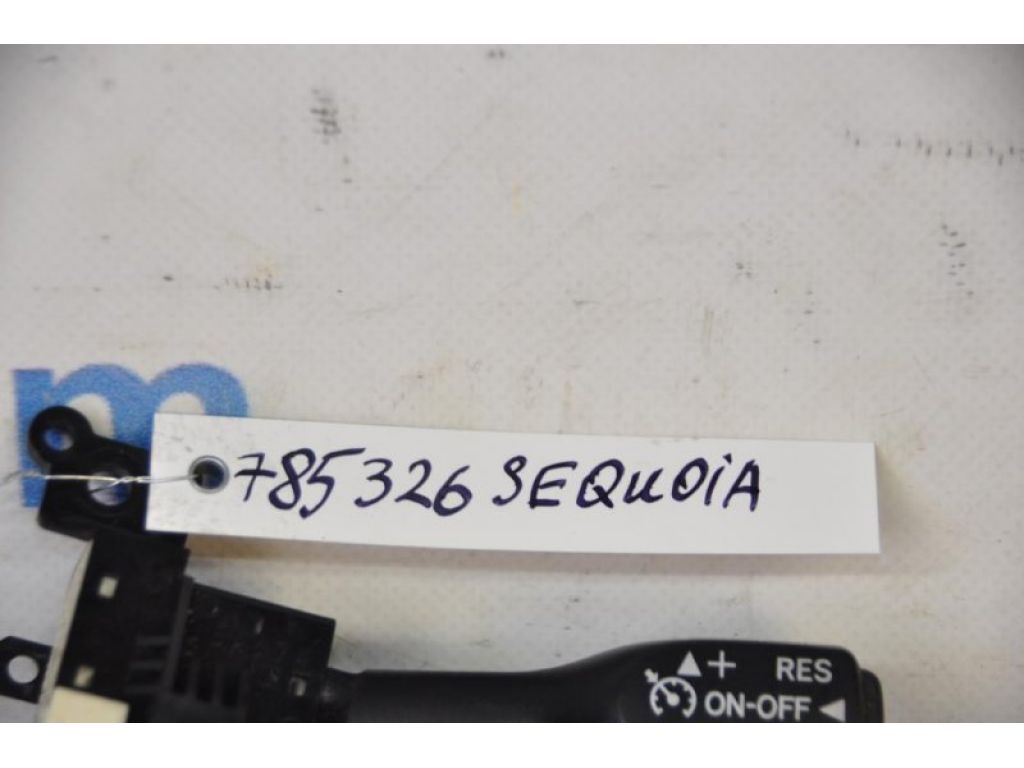 m
785326 SEQUOiA
▲+ RES
ON-OFF ◀